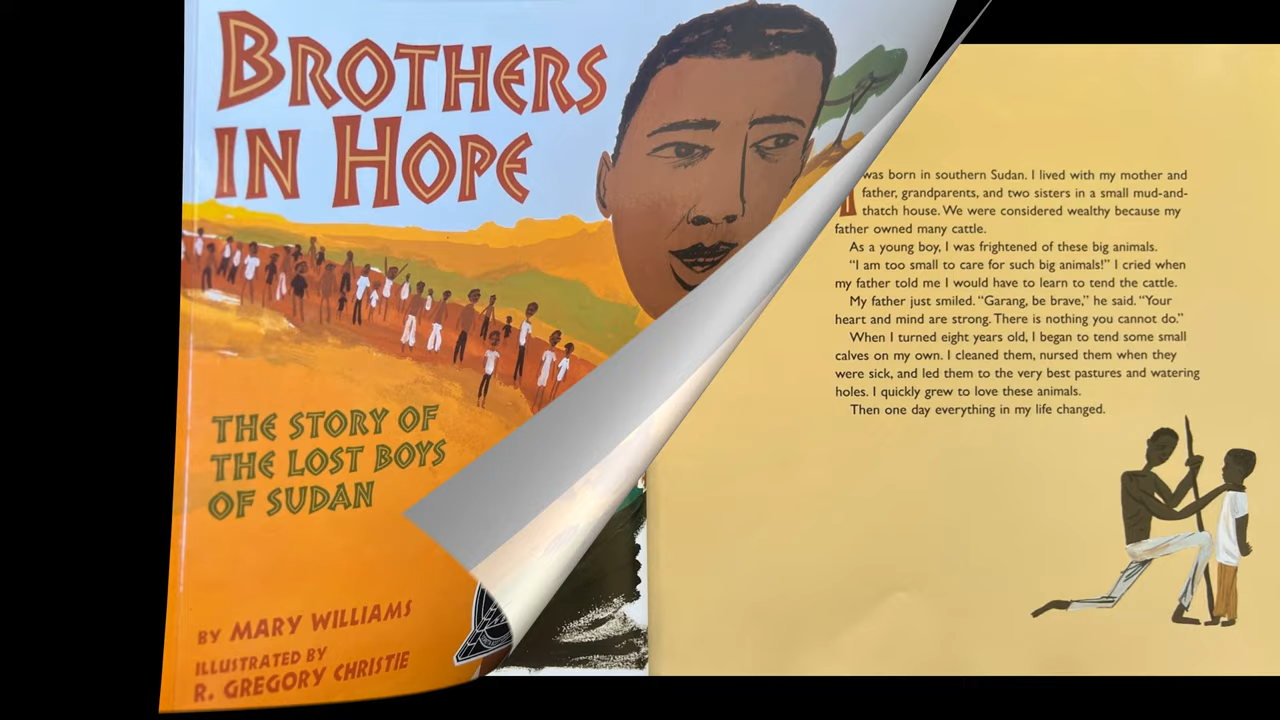 BROTHERS
IN HOPE
THE STORY OF
THE LOST BOYS
OF SUDAN
BY MARY WILLIAMS
ILLUSTRATED BY
R. GREGORY CHRISTIE
I was born in southern Sudan. I lived with my mother and
father, grandparents, and two sisters in a small mud-and-
thatch house. We were considered wealthy because my
father owned many cattle.
As a young boy, I was frightened of these big animals.
“I am too small to care for such big animals!” I cried when
my father told me I would have to learn to tend the cattle.
My father just smiled. “Garang, be brave,” he said. “Your
heart and mind are strong. There is nothing you cannot do.”
When I turned eight years old, I began to tend some small
calves on my own. I cleaned them, nursed them when they
were sick, and led them to the very best pastures and watering
holes. I quickly grew to love these animals.
Then one day everything in my life changed.